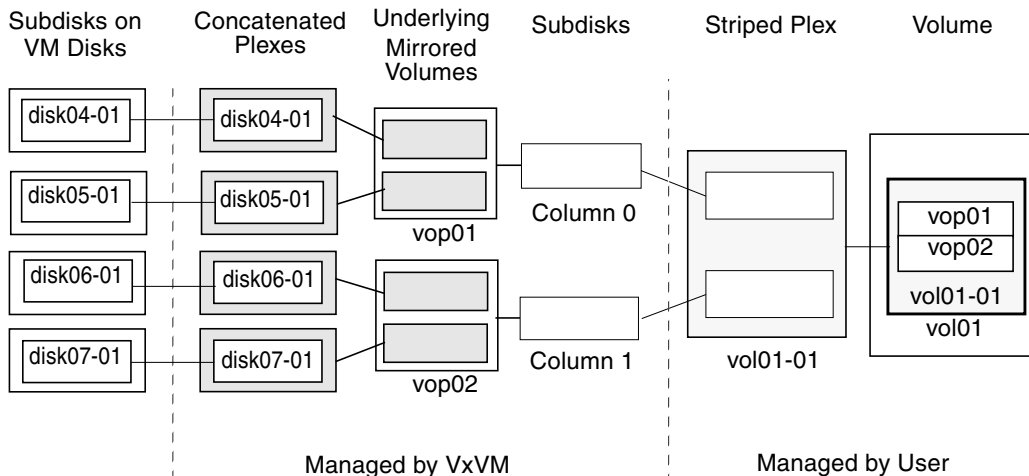 Subdisks on
VM Disks
Concatenated
Plexes
Underlying
Mirrored
Volumes
Subdisks
Striped Plex
Volume
disk04-01
disk04-01
disk05-01
disk05-01
vop01
Column 0
disk06-01
disk06-01
disk07-01
disk07-01
vop02
Column 1
vol01-01
vop01
vop02
vol01-01
vol01
Managed by VxVM
Managed by User